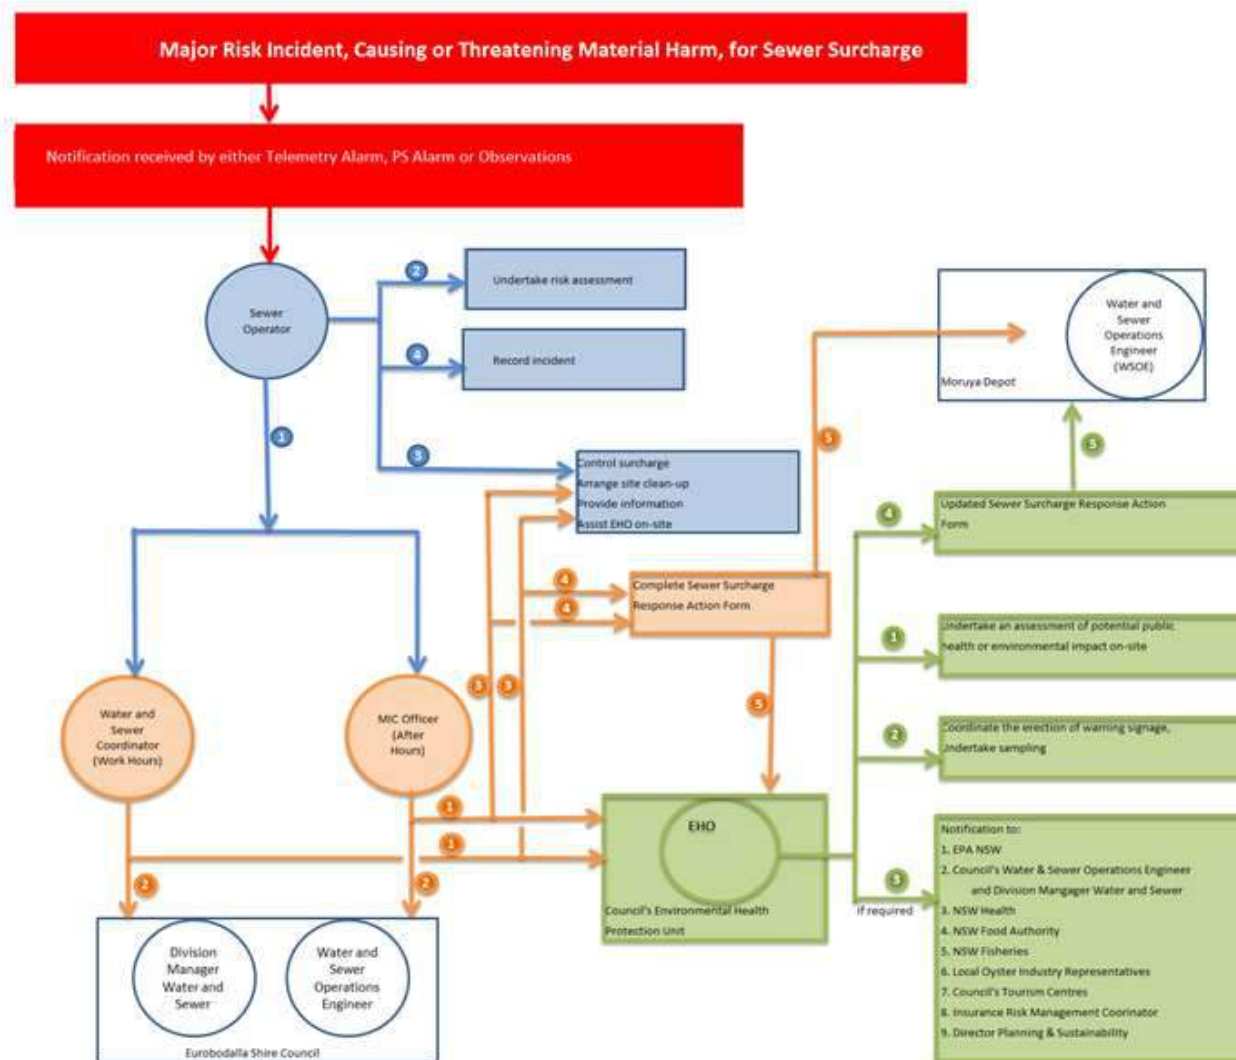 Major Risk Incident, Causing or Threatening Material Harm, for Sewer Surcharge
Notification received by either Telemetry Alarm, PS Alarm or Observations
Sewer
Operator
2
Undertake risk assessment
4
Record incident
1
3
Control surcharge
Arrange site clean-up
Provide information
Assist EHO on-site
Water and
Sewer
Operations
Engineer
(WSOE)
Moruya Depot
5
5
4
Updated Sewer Surcharge Response Action
Form
4
4
Complete Sewer Surcharge
Response Action Form
1
Undertake an assessment of potential public
health or environmental impact on-site
3
3
5
Water and
Sewer
Coordinator
(Work Hours)
MIC Officer
(After
Hours)
2
Coordinate the erection of warning signage,
Undertake sampling
1
1
2
2
EHO
Council's Environmental Health
Protection Unit
3
If required
Notification to:
1. EPA NSW
2. Council's Water & Sewer Operations Engineer
and Division Mangager Water and Sewer
3. NSW Health
4. NSW Food Authority
5. NSW Fisheries
6. Local Oyster Industry Representatives
7. Council's Tourism Centres
8. Insurance Risk Management Coorinator
9. Director Planning & Sustainability
Division
Manager
Water and
Sewer
Water and
Sewer
Operations
Engineer
Eurobodalla Shire Council